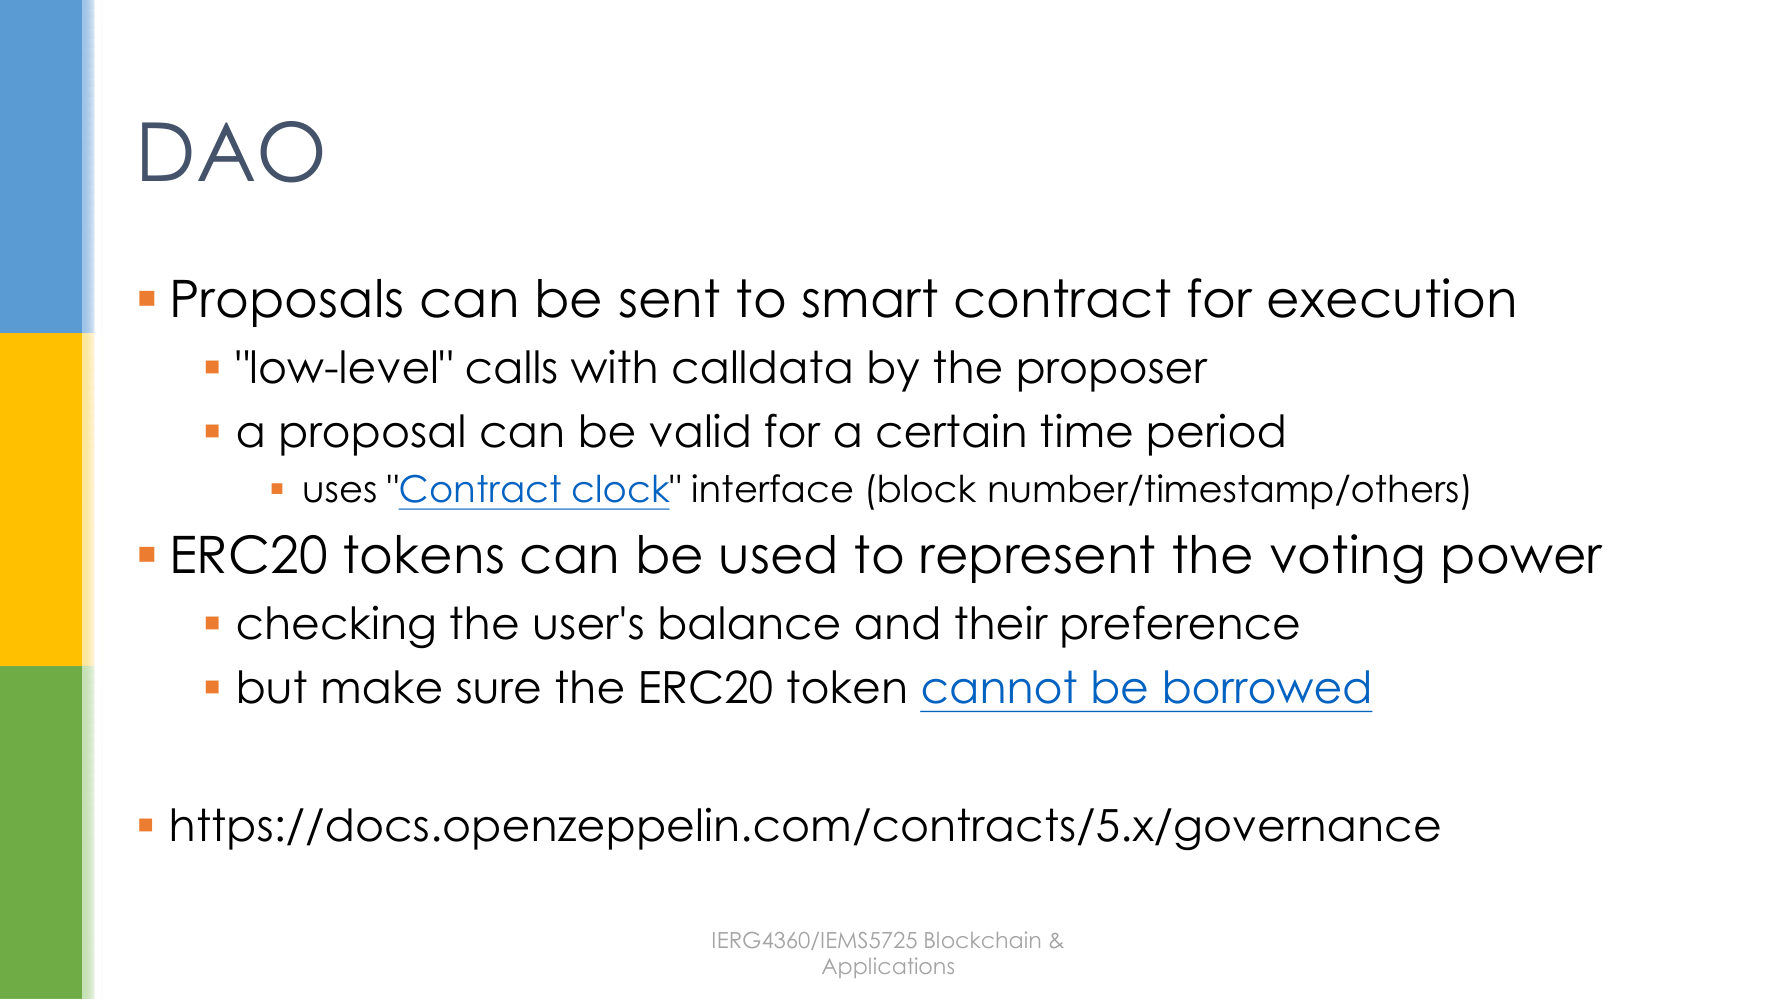 DAO
Proposals can be sent to smart contract for execution
"low-level" calls with calldata by the proposer
a proposal can be valid for a certain time period
uses "Contract clock" interface (block number/timestamp/others)
ERC20 tokens can be used to represent the voting power
checking the user's balance and their preference
but make sure the ERC20 token cannot be borrowed
https://docs.openzeppelin.com/contracts/5.x/governance
IERG4360/IEMS5725 Blockchain &
Applications